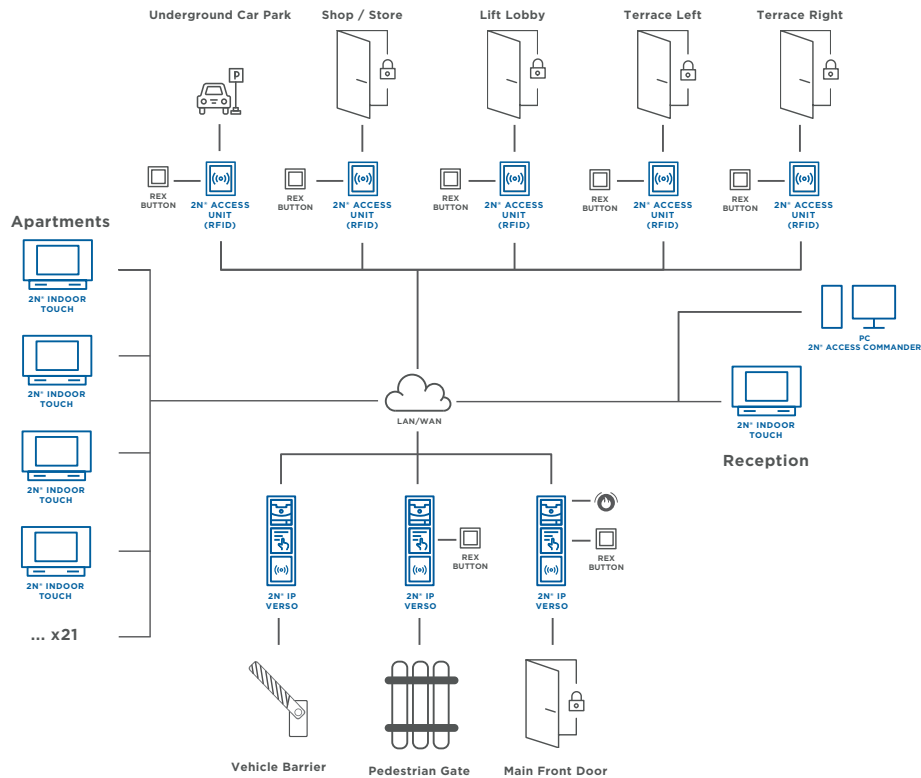 Underground Car Park
Shop / Store
Lift Lobby
Terrace Left
Terrace Right
P
REX
BUTTON
2N® ACCESS
UNIT
(RFID)
REX
BUTTON
2N® ACCESS
UNIT
(RFID)
REX
BUTTON
2N® ACCESS
UNIT
(RFID)
REX
BUTTON
2N® ACCESS
UNIT
(RFID)
REX
BUTTON
2N® ACCESS
UNIT
(RFID)
Apartments
2N® INDOOR
TOUCH
2N® INDOOR
TOUCH
2N® INDOOR
TOUCH
2N® INDOOR
TOUCH
... x21
LAN/WAN
PC
2N® ACCESS COMMANDER
2N® INDOOR
TOUCH
Reception
2N® IP
VERSO
REX
BUTTON
2N® IP
VERSO
REX
BUTTON
2N® IP
VERSO
Vehicle Barrier
Pedestrian Gate
Main Front Door